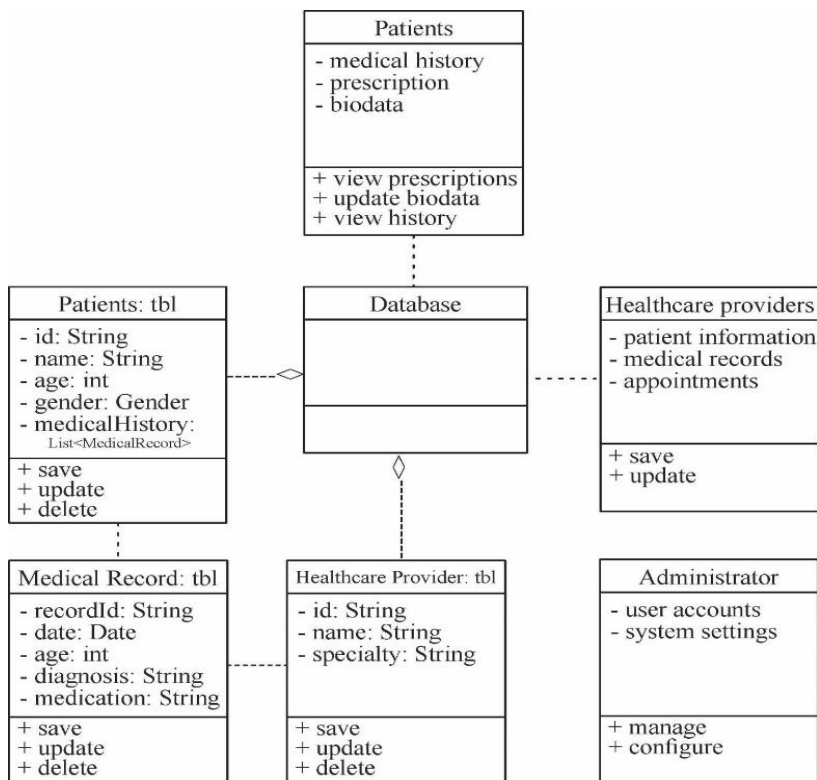 Patients
- medical history
- prescription
- biodata
+ view prescriptions
+ update biodata
+ view history
Patients: tbl
- id: String
- name: String
- age: int
- gender: Gender
- medicalHistory:
List<MedicalRecord>
+ save
+ update
+ delete
Database
Healthcare providers
- patient information
- medical records
- appointments
+ save
+ update
Medical Record: tbl
- recordId: String
- date: Date
- age: int
- diagnosis: String
- medication: String
+ save
+ update
+ delete
Healthcare Provider: tbl
- id: String
- name: String
- specialty: String
+ save
+ update
+ delete
Administrator
- user accounts
- system settings
+ manage
+ configure